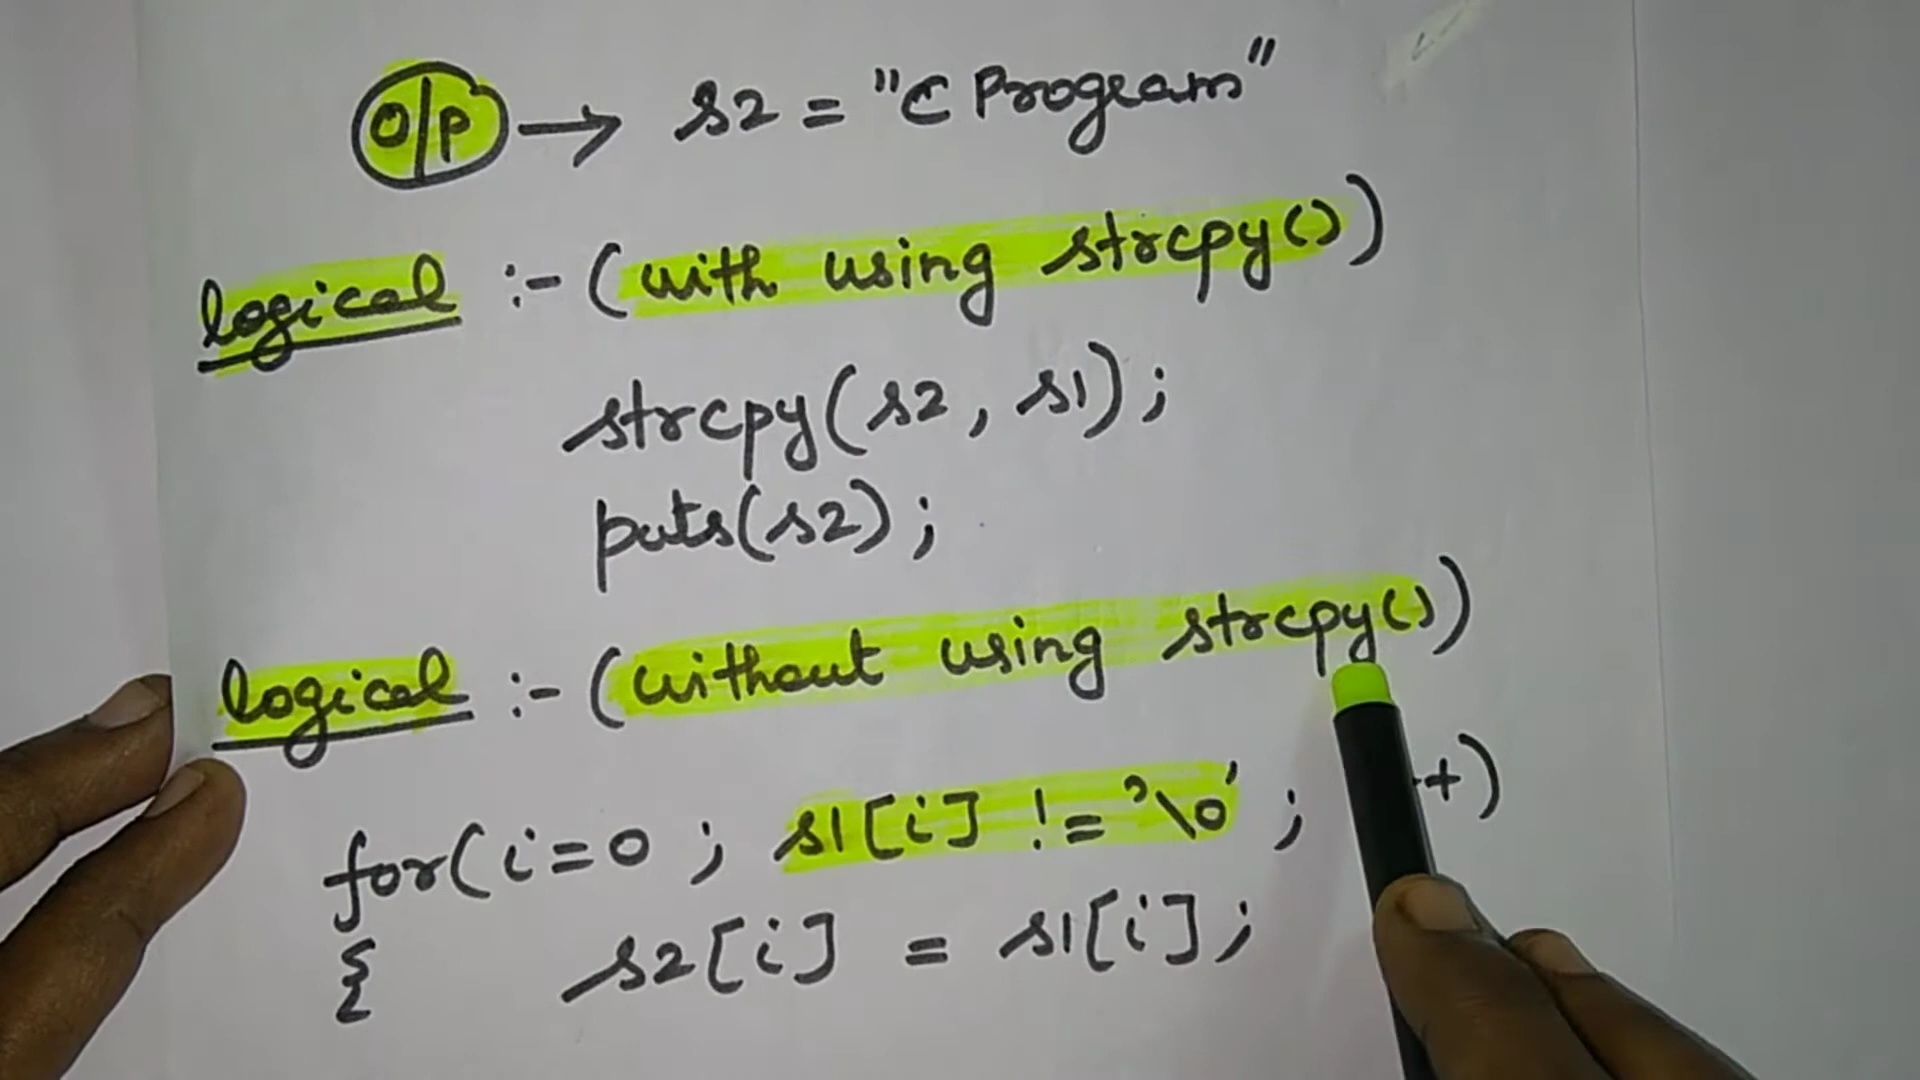 O/P → s2 = "C Program"
logical :- (with using strcpy())
strcpy(s2, s1);
puts(s2);
logical :- (without using strcpy())
for(i=0 ; s1[i] != '\0' ; ++)
{ s2[i] = s1[i];